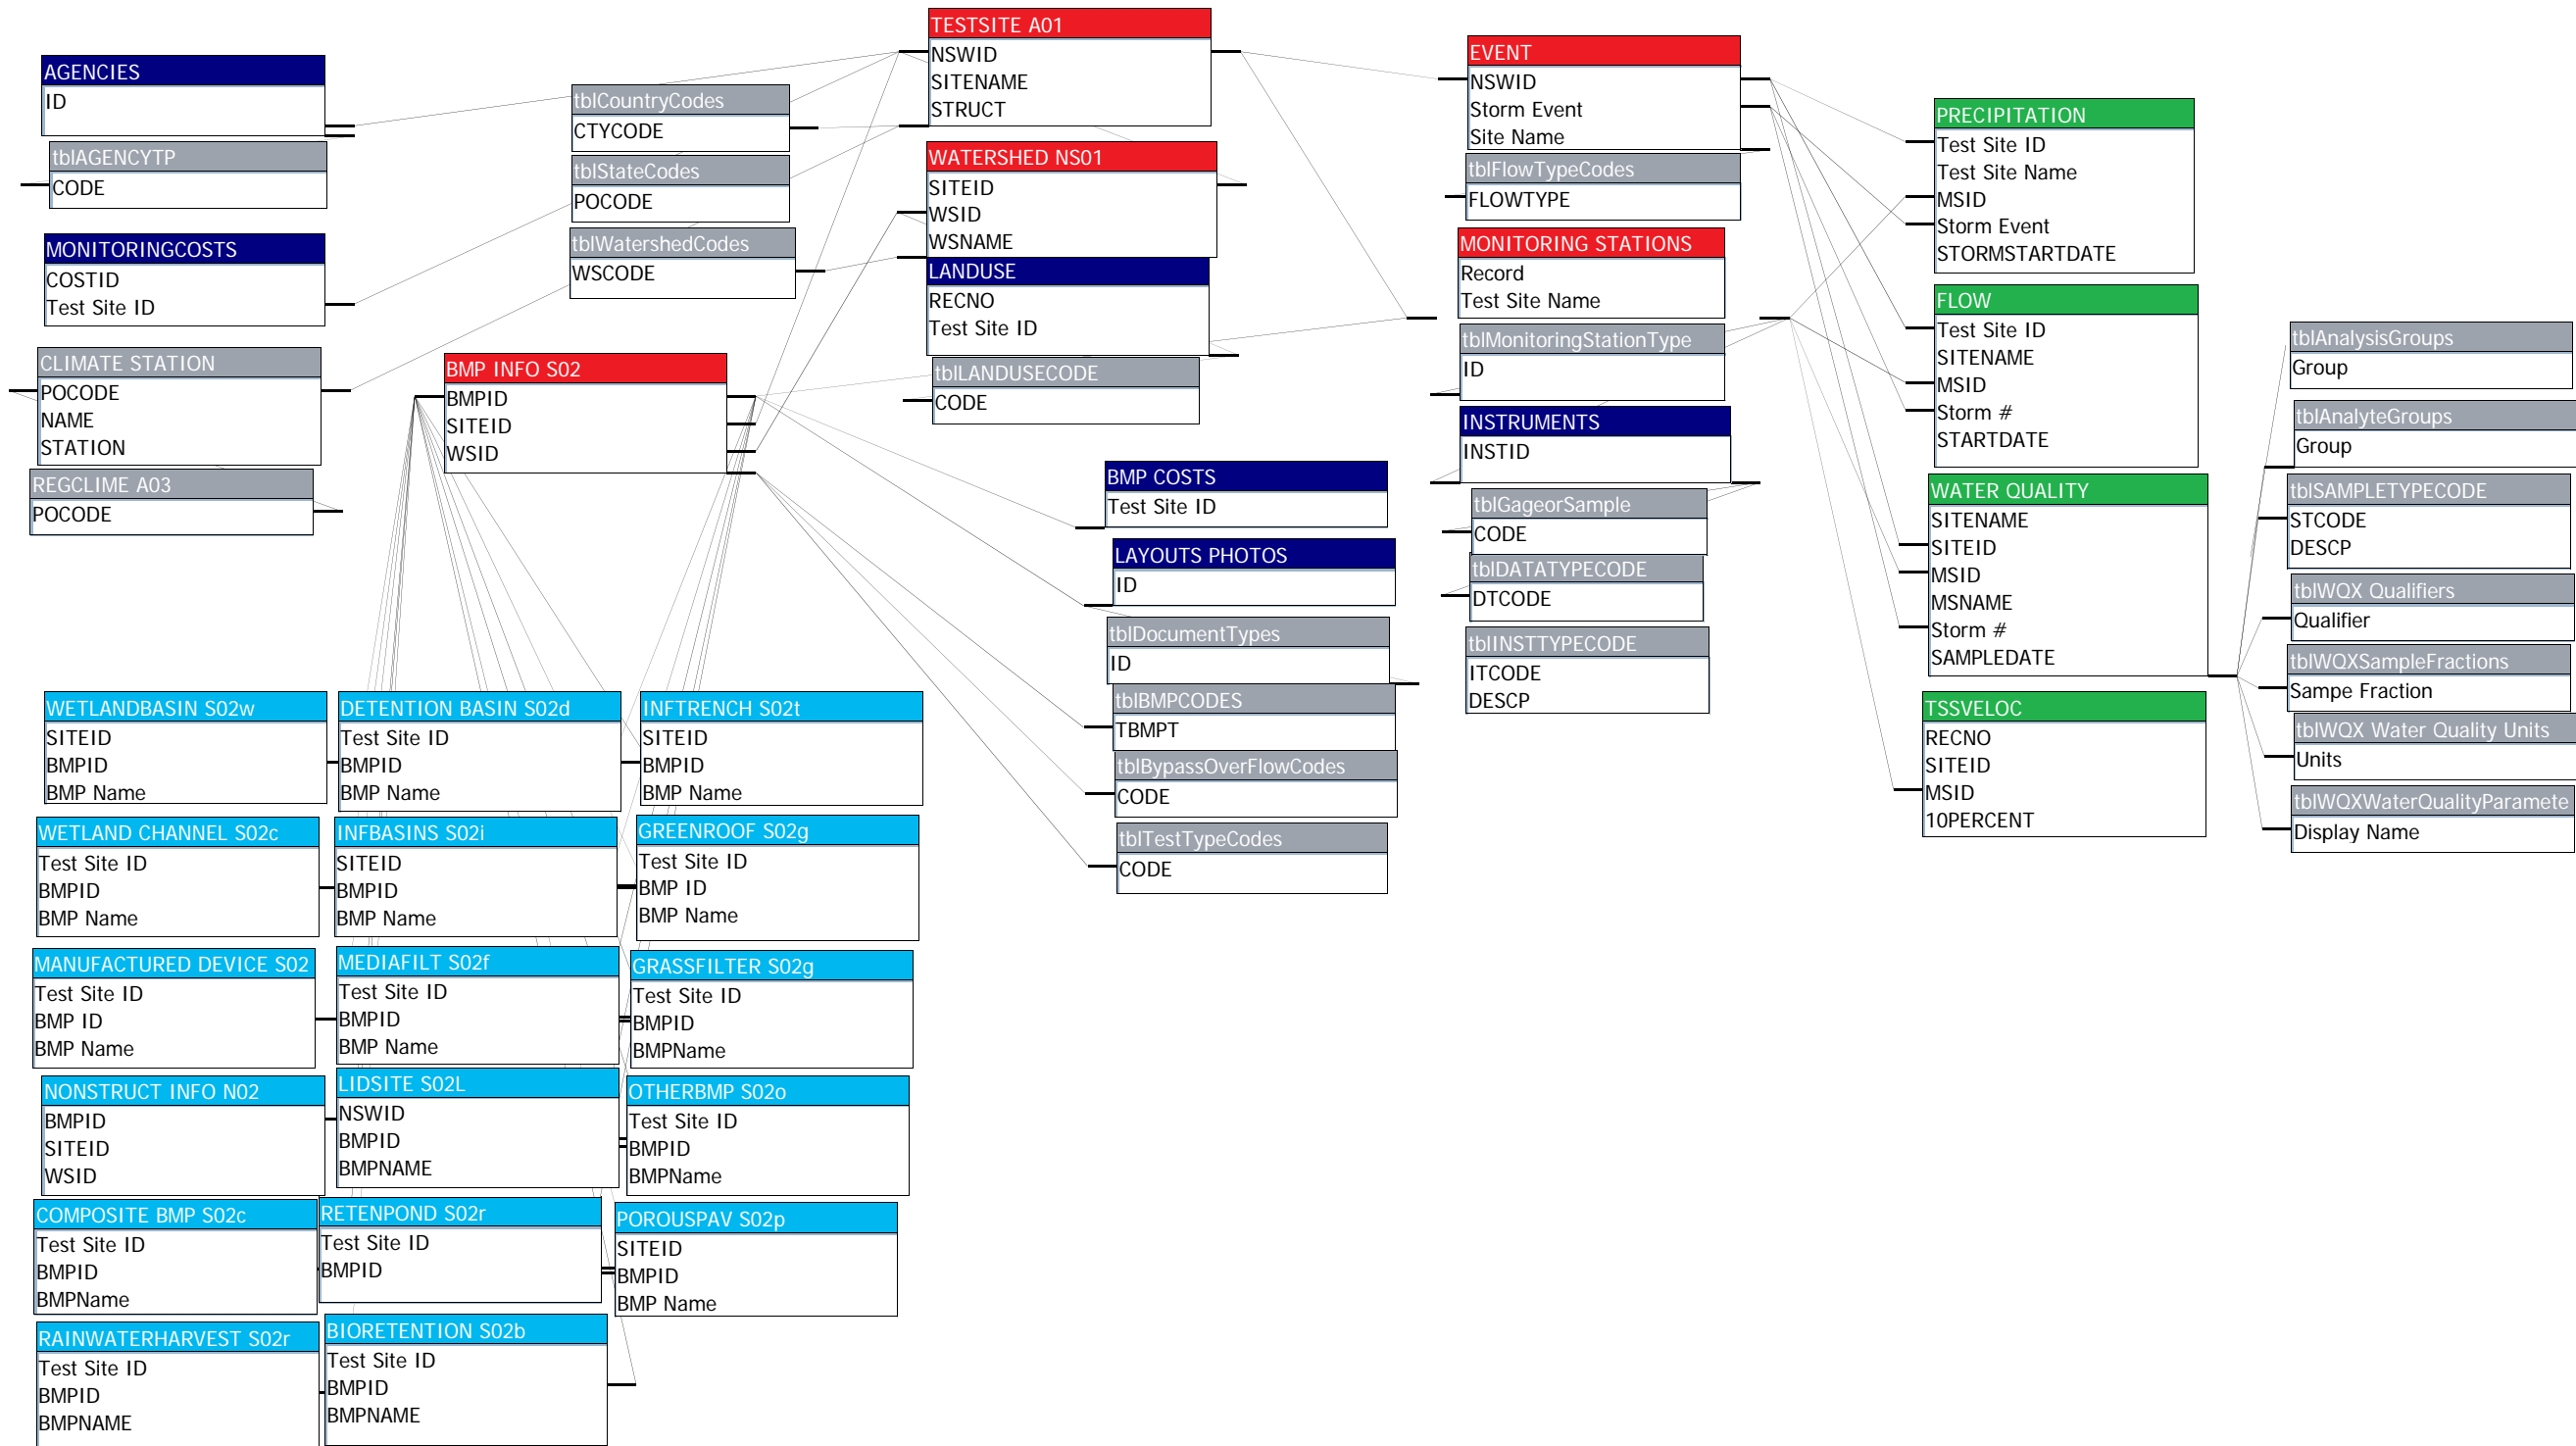 AGENCIES
ID
tblAGENCYTP
CODE
MONITORINGCOSTS
COSTID
Test Site ID
CLIMATE STATION
POCODE
NAME
STATION
REGCLIME A03
POCODE
tblCountryCodes
CTYCODE
tblStateCodes
POCODE
tblWatershedCodes
WSCODE
BMP INFO S02
BMPID
SITEID
WSID
TESTSITE A01
NSWID
SITENAME
STRUCT
WATERSHED NS01
SITEID
WSID
WSNAME
LANDUSE
RECNO
Test Site ID
tblLANDUSECODE
CODE
BMP COSTS
Test Site ID
LAYOUTS PHOTOS
ID
tblDocumentTypes
ID
tblBMPCODES
TBMPT
tblBypassOverFlowCodes
CODE
tblTestTypeCodes
CODE
EVENT
NSWID
Storm Event
Site Name
tblFlowTypeCodes
FLOWTYPE
MONITORING STATIONS
Record
Test Site Name
tblMonitoringStationType
ID
INSTRUMENTS
INSTID
tblGageorSample
CODE
tblDATATYPECODE
DTCODE
tblINSTTYPECODE
ITCODE
DESCP
PRECIPITATION
Test Site ID
Test Site Name
MSID
Storm Event
STORMSTARTDATE
FLOW
Test Site ID
SITENAME
MSID
Storm #
STARTDATE
WATER QUALITY
SITENAME
SITEID
MSID
MSNAME
Storm #
SAMPLEDATE
TSSVELOC
RECNO
SITEID
MSID
10PERCENT
tblAnalysisGroups
Group
tblAnalyteGroups
Group
tblSAMPLETYPECODE
STCODE
DESCP
tblWQX Qualifiers
Qualifier
tblWQXSampleFractions
Sampe Fraction
tblWQX Water Quality Units
Units
tblWQXWaterQualityParamete
Display Name
WETLANDBASIN S02w
SITEID
BMPID
BMP Name
DETENTION BASIN S02d
Test Site ID
BMPID
BMP Name
INFTRENCH S02t
SITEID
BMPID
BMP Name
WETLAND CHANNEL S02c
Test Site ID
BMPID
BMP Name
INFBASINS S02i
SITEID
BMPID
BMP Name
GREENROOF S02g
Test Site ID
BMP ID
BMP Name
MANUFACTURED DEVICE S02
Test Site ID
BMP ID
BMP Name
MEDIAFILT S02f
Test Site ID
BMPID
BMP Name
GRASSFILTER S02g
Test Site ID
BMPID
BMPName
NONSTRUCT INFO N02
BMPID
SITEID
WSID
LIDSITE S02L
NSWID
BMPID
BMPNAME
OTHERBMP S02o
Test Site ID
BMPID
BMPName
COMPOSITE BMP S02c
Test Site ID
BMPID
BMPName
RETENPOND S02r
Test Site ID
BMPID
POROUSPAV S02p
SITEID
BMPID
BMP Name
RAINWATERHARVEST S02r
Test Site ID
BMPID
BMPNAME
BIORETENTION S02b
Test Site ID
BMPID
BMPNAME